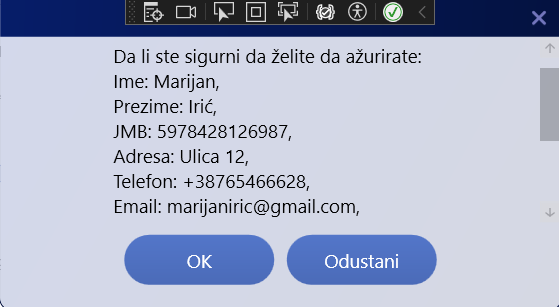 Da li ste sigurni da želite da ažurirate:
Ime: Marijan,
Prezime: Irić,
JMB: 5978428126987,
Adresa: Ulica 12,
Telefon: +38765466628,
Email: marijaniric@gmail.com,
OK
Odustani